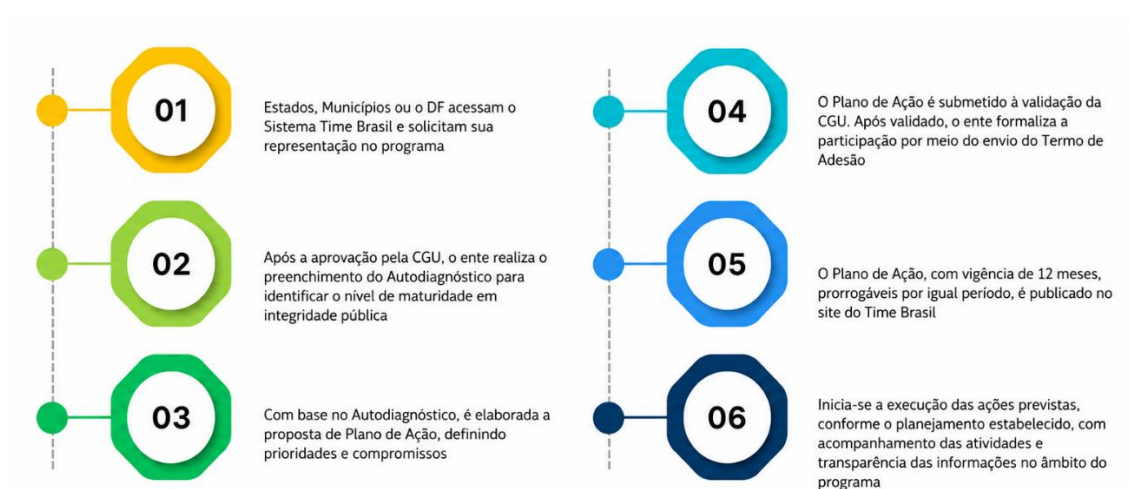 01
Estados, Municípios ou o DF acessam o
Sistema Time Brasil e solicitam sua
representação no programa
02
Após a aprovação pela CGU, o ente realiza o
preenchimento do Autodiagnóstico para
identificar o nível de maturidade em
integridade pública
03
Com base no Autodiagnóstico, é elaborada a
proposta de Plano de Ação, definindo
prioridades e compromissos
04
O Plano de Ação é submetido à validação da
CGU. Após validado, o ente formaliza a
participação por meio do envio do Termo de
Adesão
05
O Plano de Ação, com vigência de 12 meses,
prorrogáveis por igual período, é publicado no
site do Time Brasil
06
Inicia-se a execução das ações previstas,
conforme o planejamento estabelecido, com
acompanhamento das atividades e
transparência das informações no âmbito do
programa